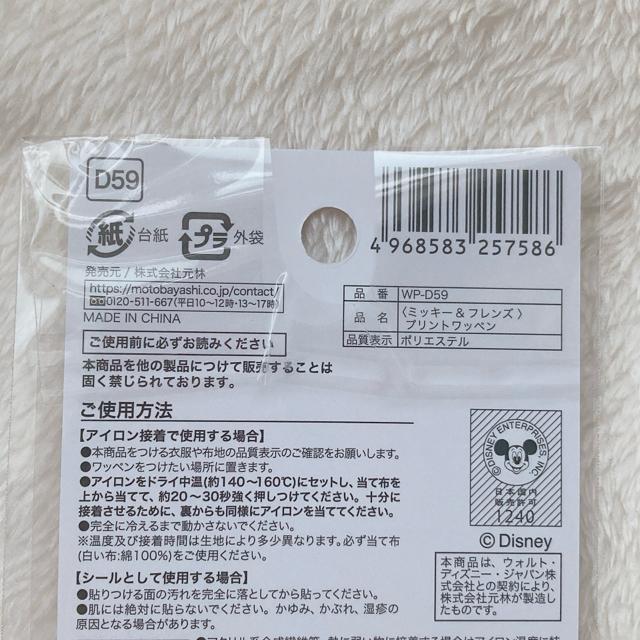 D59
紙 台紙 プラ 外袋
発売元 / 株式会社元林
https://motobayashi.co.jp/contact/
0120-511-667(平日10〜12時・13〜17時)
MADE IN CHINA
4 968583 257586
品 番 WP-D59
品 名 〈ミッキー & フレンズ 〉
プリントワッペン
品質表示 ポリエステル
ご使用前に必ずお読みください
本商品を他の製品につけて販売することは
固く禁じられております。
ご使用方法
【アイロン接着で使用する場合】
●本商品をつける衣服や布地の品質表示のご確認をお願いします。
●ワッペンをつけたい場所に置きます。
●アイロンをドライ中温(約140〜160℃)にセットし、当て布を
上から当てて、約20〜30秒強く押しつけてください。十分に
接着させるために、裏からも同様にアイロンを当ててください。
●完全に冷えるまで動かさないでください。
※温度及び接着時間は生地により多少異なります。必ず当て布
(白い布:綿100%)をご使用ください。
【シールとして使用する場合】
●貼りつける面の汚れを完全に落としてから貼ってください。
●肌には絶対に貼らないでください。かゆみ、かぶれ、湿疹の
原因となる場合があります。
©DISNEY ENTERPRISES, INC.
日本国内
販売許可
1240
© Disney
本商品は、ウォルト・
ディズニー・ジャパン株
式会社との契約により、
株式会社元林が製造し
たものです。